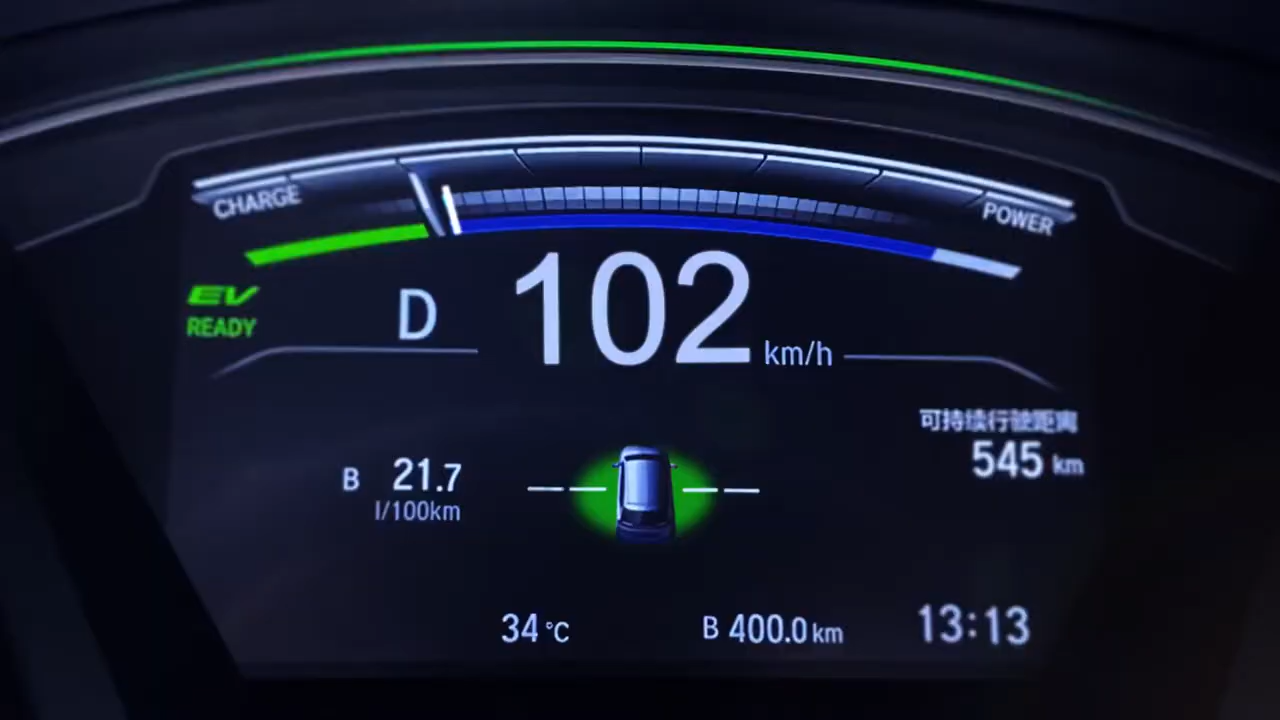 CHARGE
POWER
EV
READY
D
102 km/h
可持续行驶距离
545 km
B 21.7
l/100km
34 °C
B 400.0 km
13:13